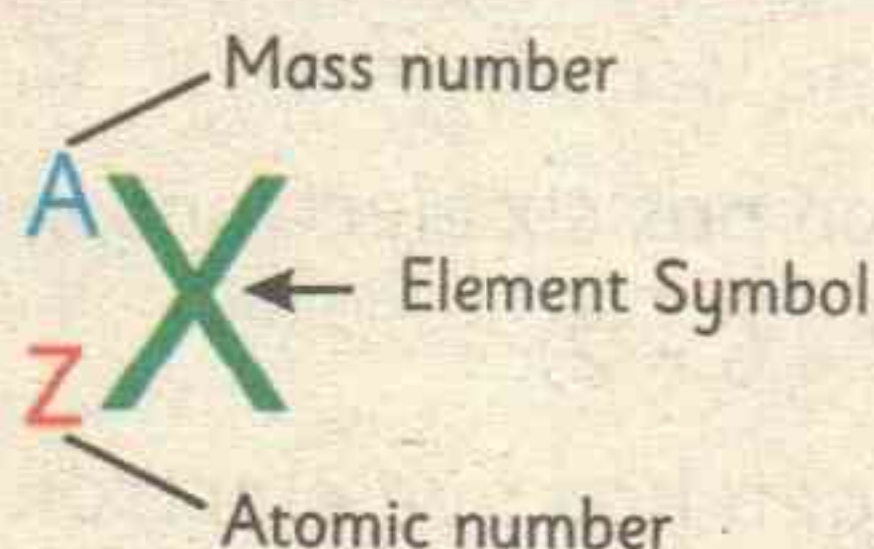 Mass number
A
X
Element Symbol
Z
Atomic number